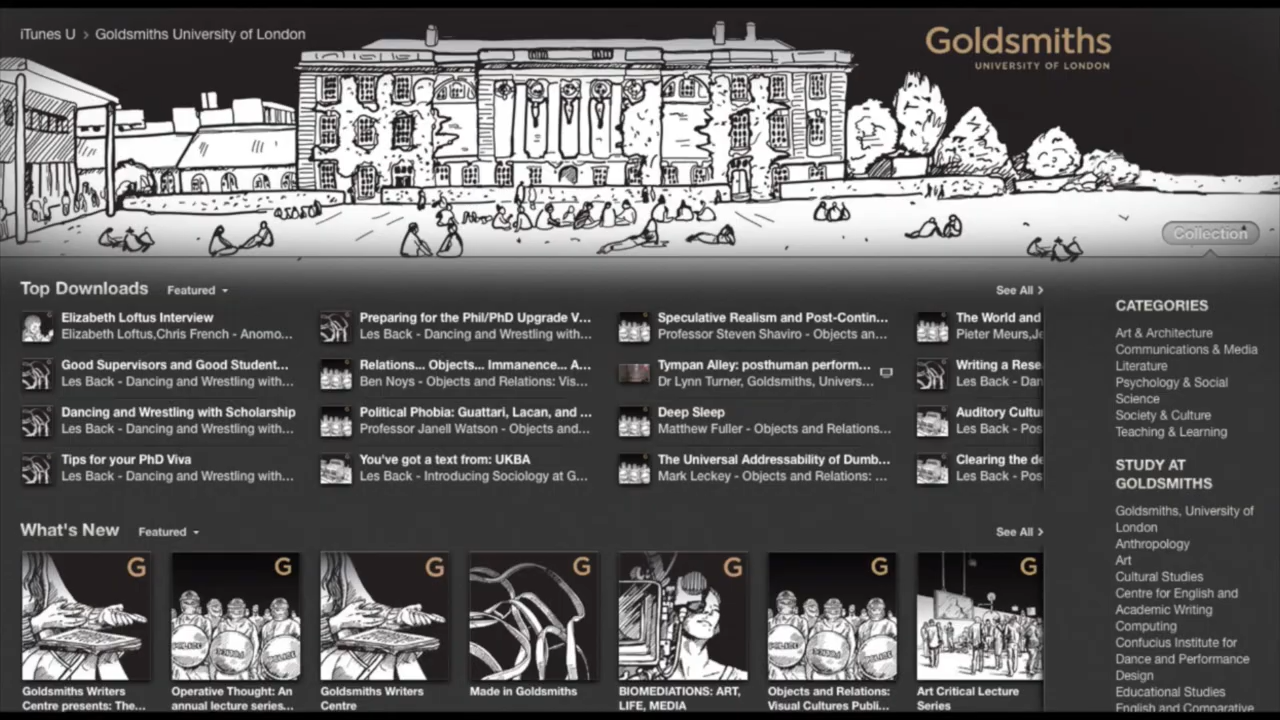 iTunes U > Goldsmiths University of London
Goldsmiths
UNIVERSITY OF LONDON
Collection
Top Downloads Featured
See All >
Elizabeth Loftus Interview
Elizabeth Loftus,Chris French - Anomo...
Good Supervisors and Good Student...
Les Back - Dancing and Wrestling with...
Dancing and Wrestling with Scholarship
Les Back - Dancing and Wrestling with...
Tips for your PhD Viva
Les Back - Dancing and Wrestling with...
Preparing for the Phil/PhD Upgrade V...
Les Back - Dancing and Wrestling with...
Relations... Objects... Immanence... A...
Ben Noys - Objects and Relations: Vis...
Political Phobia: Guattari, Lacan, and ...
Professor Janell Watson - Objects and...
You've got a text from: UKBA
Les Back - Introducing Sociology at G...
Speculative Realism and Post-Contin...
Professor Steven Shaviro - Objects an...
Tympan Alley: posthuman perform...
Dr Lynn Turner, Goldsmiths, Univers...
Deep Sleep
Matthew Fuller - Objects and Relations...
The Universal Addressability of Dumb...
Mark Leckey - Objects and Relations: ...
The World and
Pieter Meurs,Je
Writing a Rese
Les Back - Dan
Auditory Cultu
Les Back - Pos
Clearing the de
Les Back - Pos
CATEGORIES
Art & Architecture
Communications & Media
Literature
Psychology & Social
Science
Society & Culture
Teaching & Learning
STUDY AT
GOLDSMITHS
Goldsmiths, University of
London
Anthropology
Art
Cultural Studies
Centre for English and
Academic Writing
Computing
Confucius Institute for
Dance and Performance
Design
Educational Studies
English and Comparative
What's New Featured
See All >
G
Goldsmiths Writers
Centre presents: The...
G
Operative Thought: An
annual lecture series...
G
Goldsmiths Writers
Centre
G
Made in Goldsmiths
G
BIOMEDIATIONS: ART,
LIFE, MEDIA
G
Objects and Relations:
Visual Cultures Publi...
G
Art Critical Lecture
Series